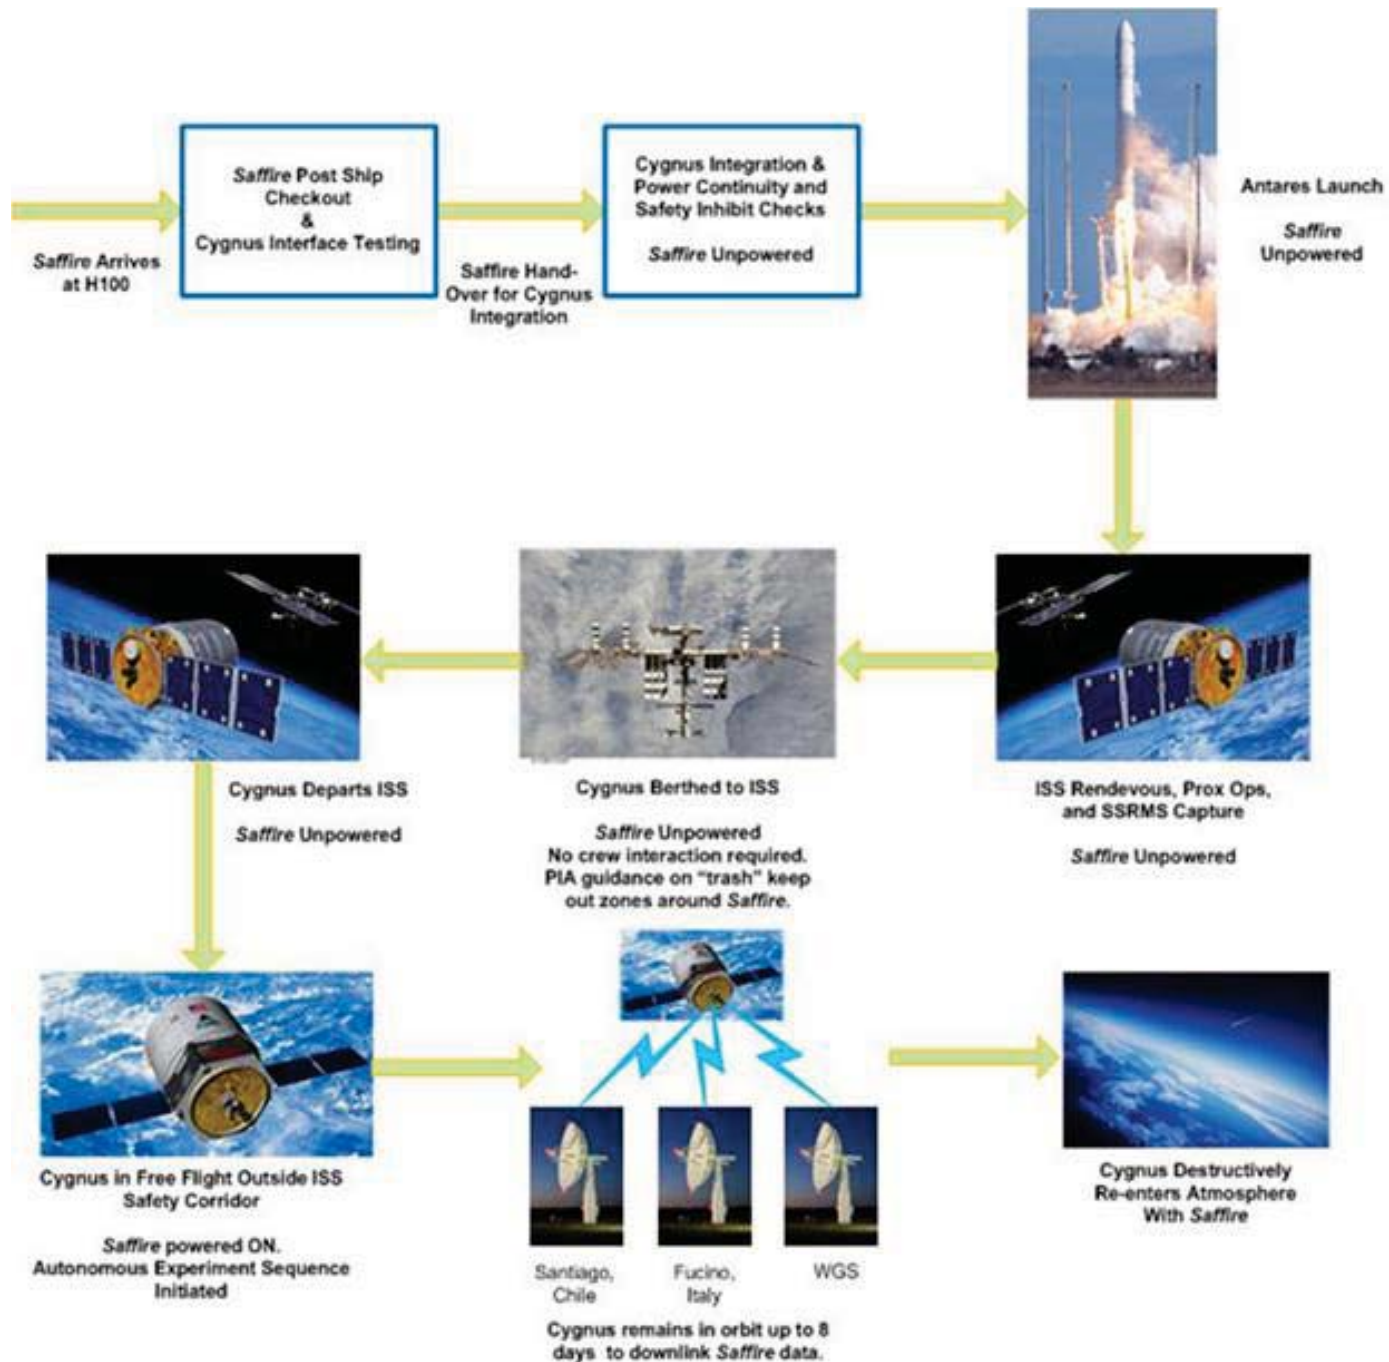 Saffire Arrives
at H100
Saffire Post Ship
Checkout
&
Cygnus Interface Testing
Saffire Hand-
Over for Cygnus
Integration
Cygnus Integration &
Power Continuity and
Safety Inhibit Checks
Saffire Unpowered
Antares Launch
Saffire
Unpowered
ISS Rendevous, Prox Ops,
and SSRMS Capture
Saffire Unpowered
Cygnus Berthed to ISS
Saffire Unpowered
No crew interaction required.
PIA guidance on “trash” keep
out zones around Saffire.
Cygnus Departs ISS
Saffire Unpowered
Cygnus in Free Flight Outside ISS
Safety Corridor
Saffire powered ON.
Autonomous Experiment Sequence
Initiated
Santiago,
Chile
Fucino,
Italy
WGS
Cygnus remains in orbit up to 8
days to downlink Saffire data.
Cygnus Destructively
Re-enters Atmosphere
With Saffire